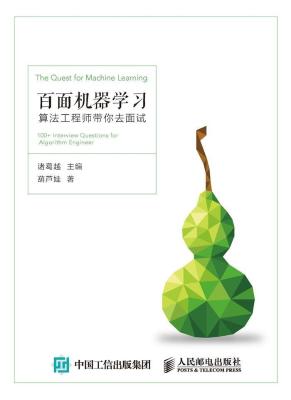 The Quest for Machine Learning
百面机器学习
算法工程师带你去面试
100+ Interview Questions for
Algorithm Engineer
诸葛越 主编
葫芦娃 著
中国工信出版集团
人民邮电出版社
POSTS & TELECOM PRESS